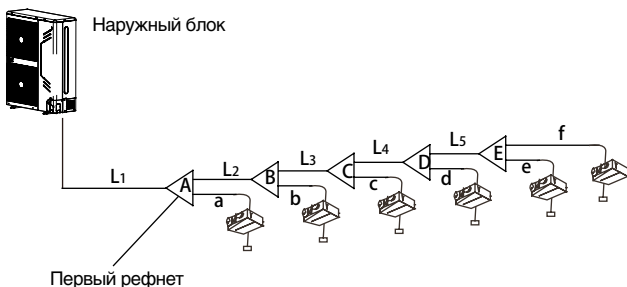 Наружный блок
L1 A L2 B L3 C L4 D L5 E f
a b c d e
Первый рефнет